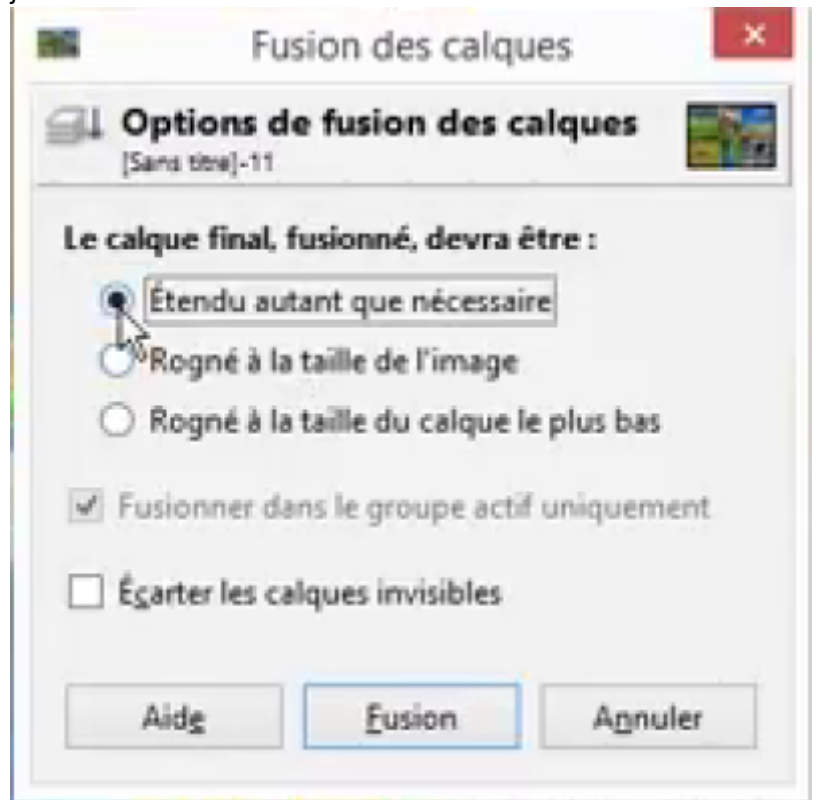 Fusion des calques
Options de fusion des calques
[Sans titre]-11
Le calque final, fusionné, devra être :
Étendu autant que nécessaire
Rogné à la taille de l'image
Rogné à la taille du calque le plus bas
Fusionner dans le groupe actif uniquement
Écarter les calques invisibles
Aide
Fusion
Annuler